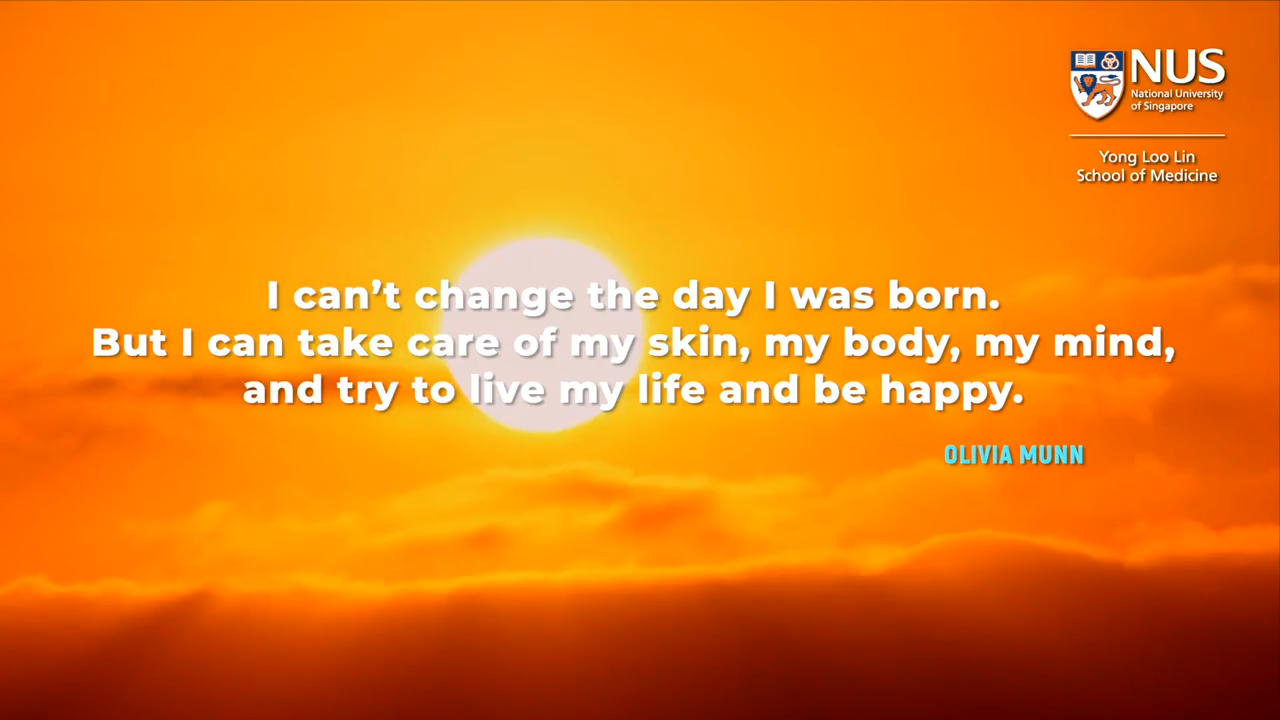 NUS
National University
of Singapore
Yong Loo Lin
School of Medicine
I can’t change the day I was born.
But I can take care of my skin, my body, my mind,
and try to live my life and be happy.
OLIVIA MUNN